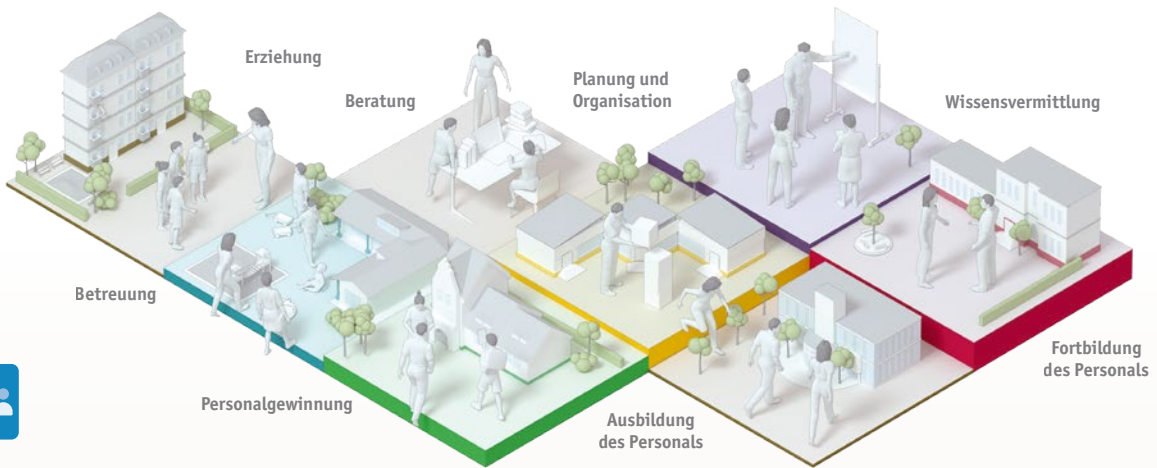 Erziehung
Beratung
Planung und
Organisation
Wissensvermittlung
Betreuung
Personalgewinnung
Ausbildung
des Personals
Fortbildung
des Personals